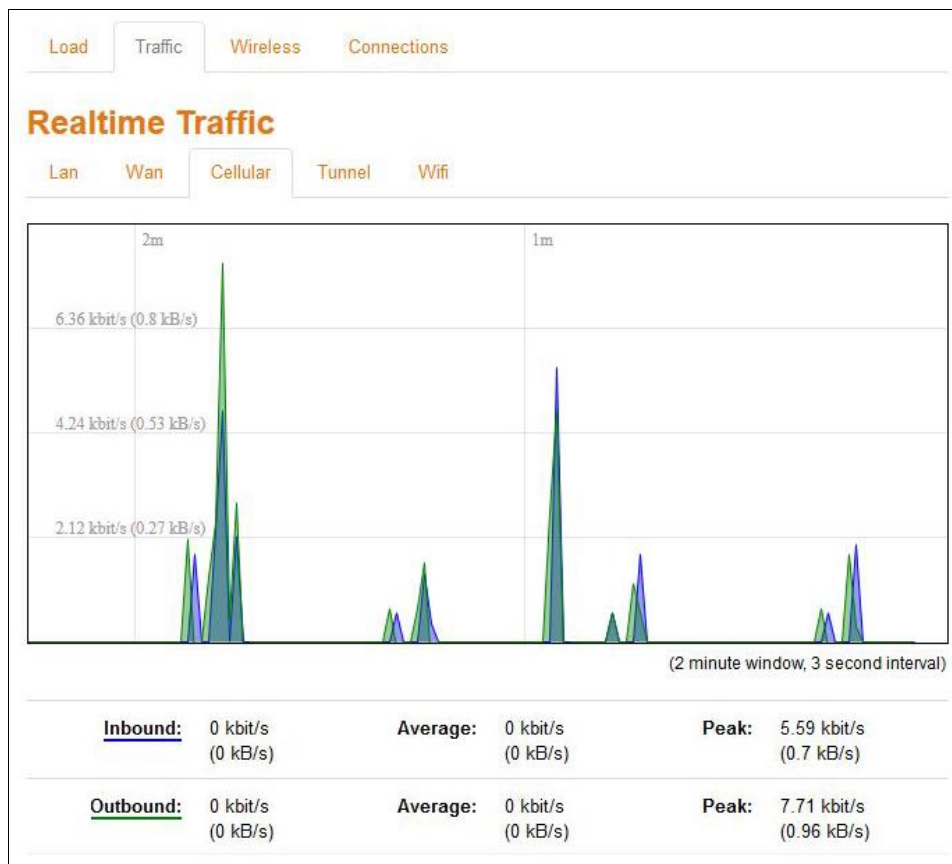 Load Traffic Wireless Connections
Realtime Traffic
Lan Wan Cellular Tunnel Wifi
2m 1m
6.36 kbit/s (0.8 kB/s)
4.24 kbit/s (0.53 kB/s)
2.12 kbit/s (0.27 kB/s)
(2 minute window, 3 second interval)
Inbound: 0 kbit/s Average: 0 kbit/s Peak: 5.59 kbit/s
(0 kB/s) (0 kB/s) (0.7 kB/s)
Outbound: 0 kbit/s Average: 0 kbit/s Peak: 7.71 kbit/s
(0 kB/s) (0 kB/s) (0.96 kB/s)